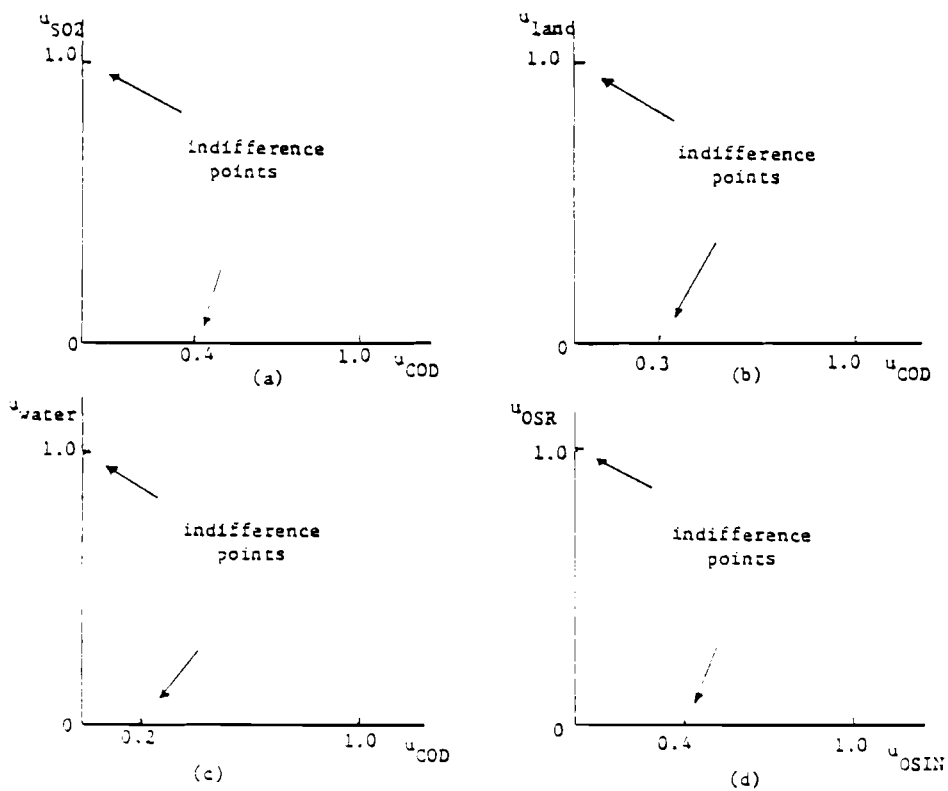 u_SO2
1.0
indifference
points
0
0.4
1.0
u_COD
(a)
u_land
1.0
indifference
points
0
0.3
1.0
u_COD
(b)
u_water
1.0
indifference
points
0
0.2
1.0
u_COD
(c)
u_OSR
1.0
indifference
points
0
0.4
1.0
u_OSIN
(d)